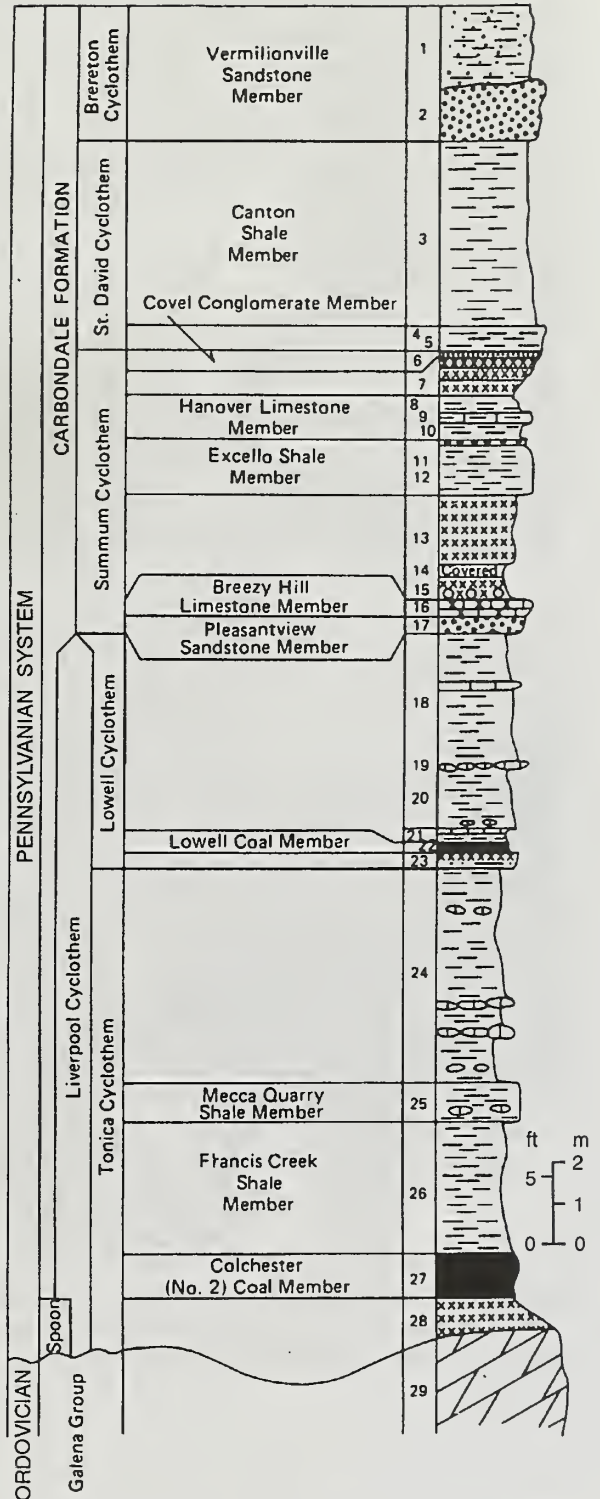 PENNSYLVANIAN SYSTEM
ORDOVICIAN
CARBONDALE FORMATION
Spoon
Galena Group
Brereton
Cyclothem
St. David Cyclothem
Summum Cyclothem
Liverpool Cyclothem
Lowell Cyclothem
Tonica Cyclothem
Vermilionville
Sandstone
Member
Canton
Shale
Member
Covel Conglomerate Member
Hanover Limestone
Member
Excello Shale
Member
Breezy Hill
Limestone Member
Pleasantview
Sandstone Member
Lowell Coal Member
Mecca Quarry
Shale Member
Francis Creek
Shale
Member
Colchester
(No. 2) Coal Member
1
2
3
4
5
6
7
8
9
10
11
12
13
14 Covered
15
16
17
18
19
20
21
22
23
24
25
26
27
28
29
ft m
2
5
1
0 0